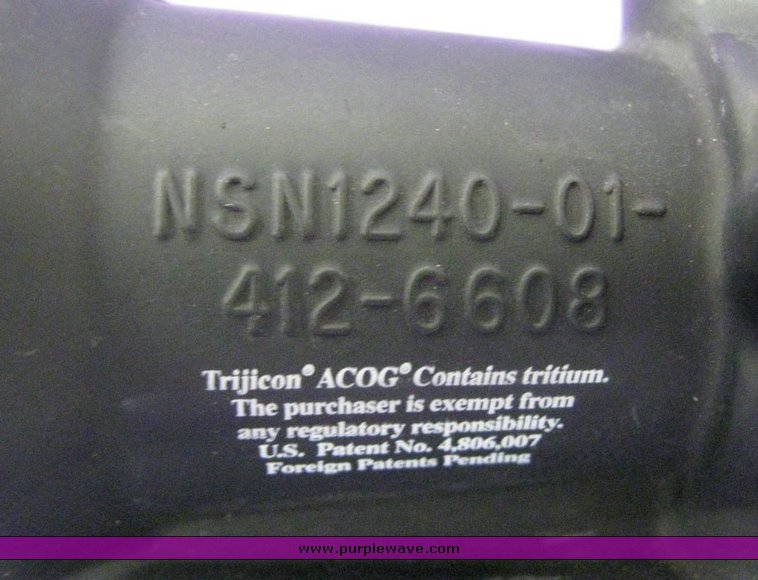 NSN1240-01-
412-6608
Trijicon® ACOG® Contains tritium.
The purchaser is exempt from
any regulatory responsibility.
U.S. Patent No. 4,806,007
Foreign Patents Pending
www.purplewave.com